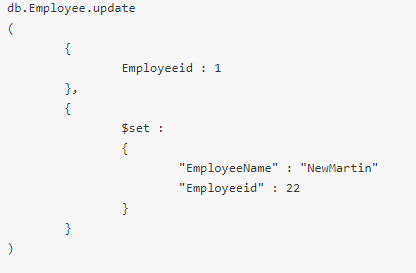 db.Employee.update
(
{
Employeeid : 1
},
{
$set :
{
"EmployeeName" : "NewMartin"
"Employeeid" : 22
}
}
)